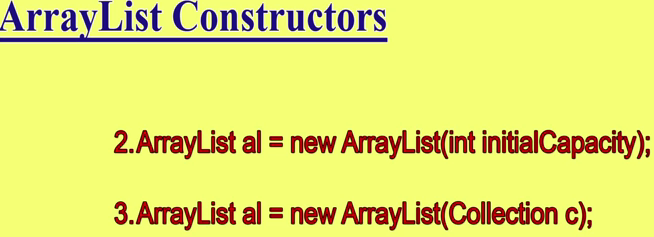 ArrayList Constructors
2.ArrayList al = new ArrayList(int initialCapacity);
3.ArrayList al = new ArrayList(Collection c);